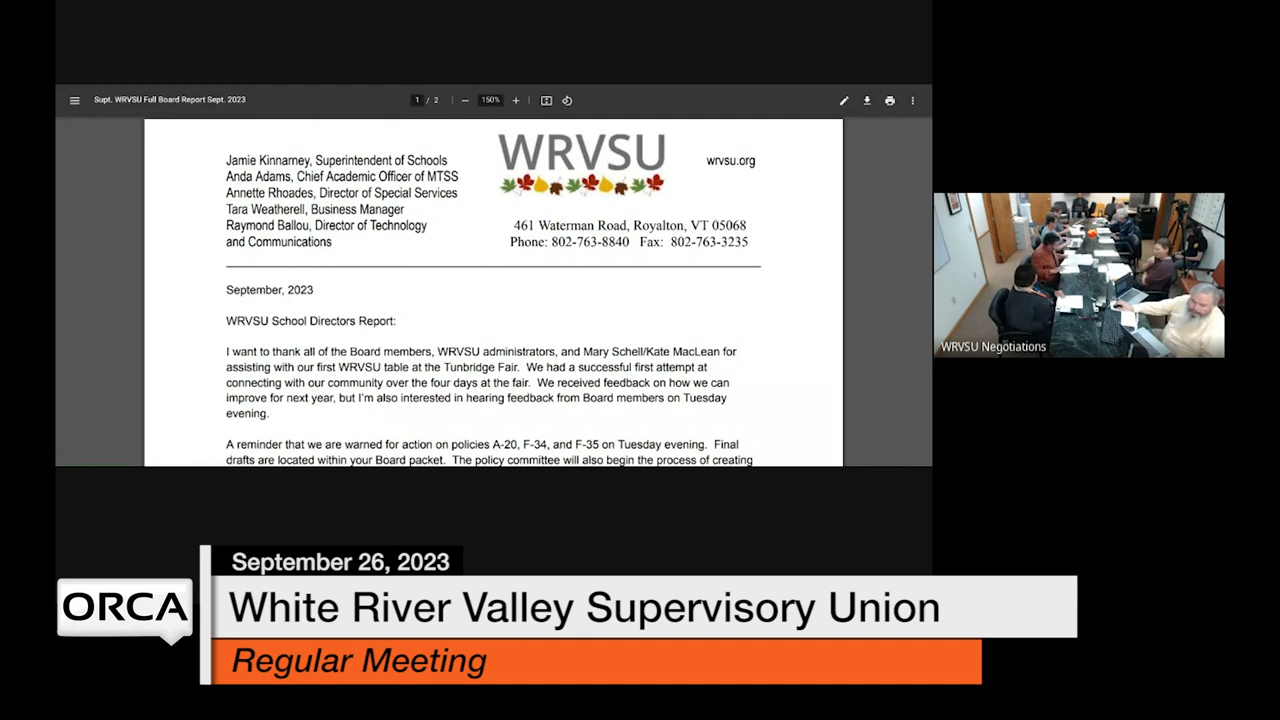 Supt. WRVSU Full Board Report Sept. 2023
1 / 2
150%
Jamie Kinnarney, Superintendent of Schools
Anda Adams, Chief Academic Officer of MTSS
Annette Rhoades, Director of Special Services
Tara Weatherell, Business Manager
Raymond Ballou, Director of Technology
and Communications
WRVSU
wrvsu.org
461 Waterman Road, Royalton, VT 05068
Phone: 802-763-8840 Fax: 802-763-3235
September, 2023
WRVSU School Directors Report:
I want to thank all of the Board members, WRVSU administrators, and Mary Schell/Kate MacLean for
assisting with our first WRVSU table at the Tunbridge Fair. We had a successful first attempt at
connecting with our community over the four days at the fair. We received feedback on how we can
improve for next year, but I'm also interested in hearing feedback from Board members on Tuesday
evening.
A reminder that we are warned for action on policies A-20, F-34, and F-35 on Tuesday evening. Final
drafts are located within your Board packet. The policy committee will also begin the process of creating
WRVSU Negotiations
September 26, 2023
ORCA
White River Valley Supervisory Union
Regular Meeting